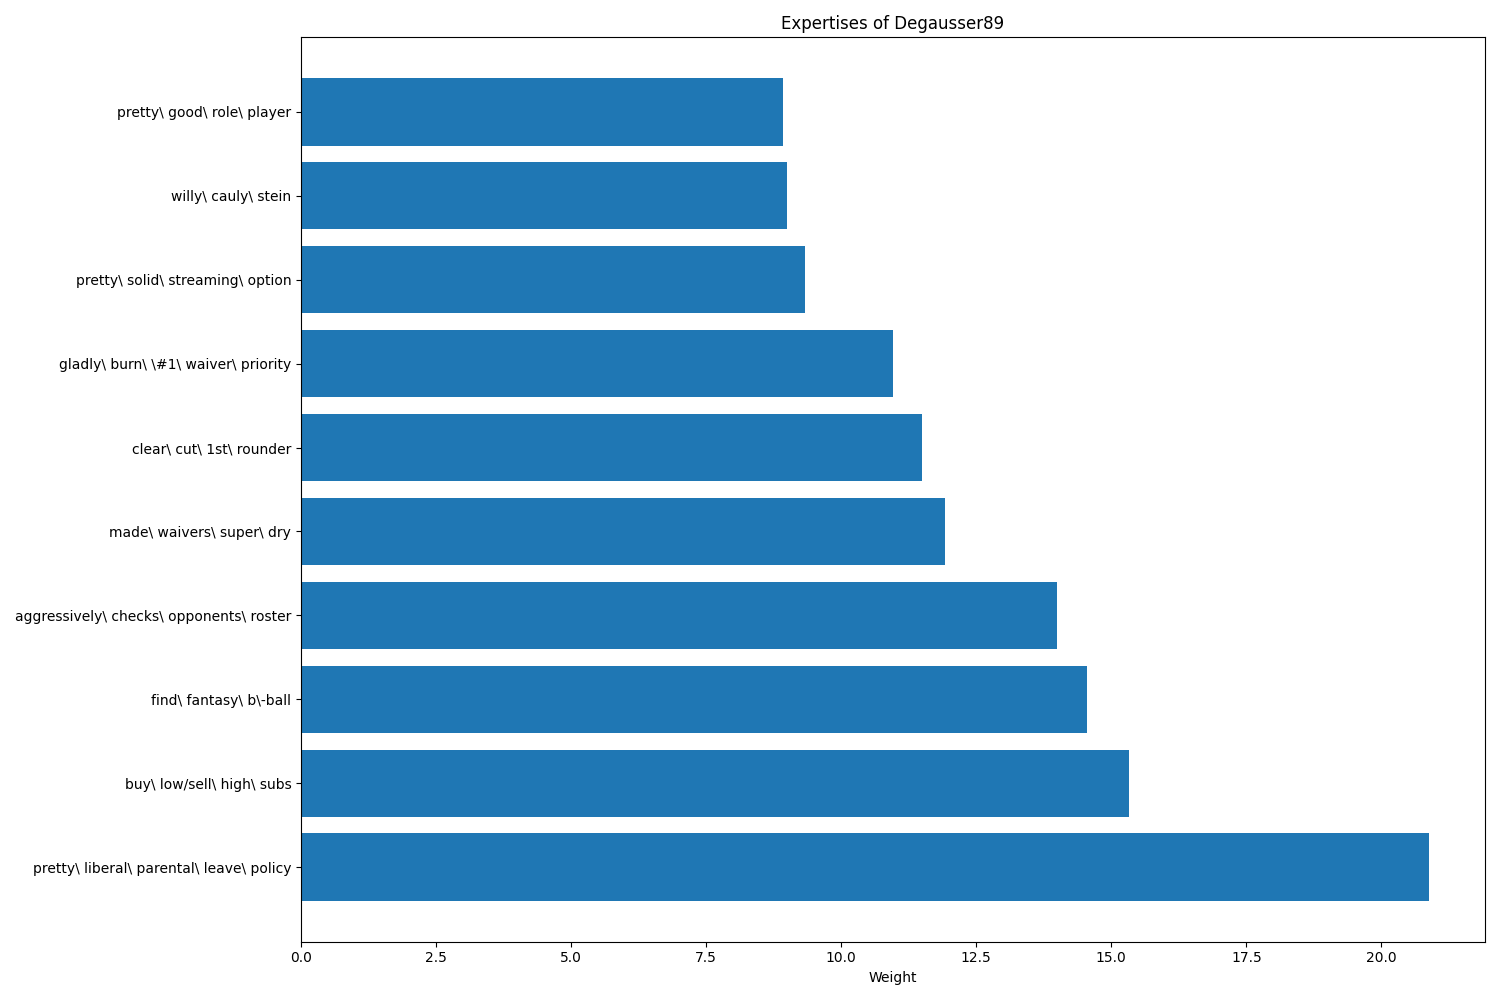 Expertises of Degausser89
pretty\ good\ role\ player
willy\ cauly\ stein
pretty\ solid\ streaming\ option
gladly\ burn\ \#1\ waiver\ priority
clear\ cut\ 1st\ rounder
made\ waivers\ super\ dry
aggressively\ checks\ opponents\ roster
find\ fantasy\ b\-ball
buy\ low/sell\ high\ subs
pretty\ liberal\ parental\ leave\ policy
0.0 2.5 5.0 7.5 10.0 12.5 15.0 17.5 20.0
Weight